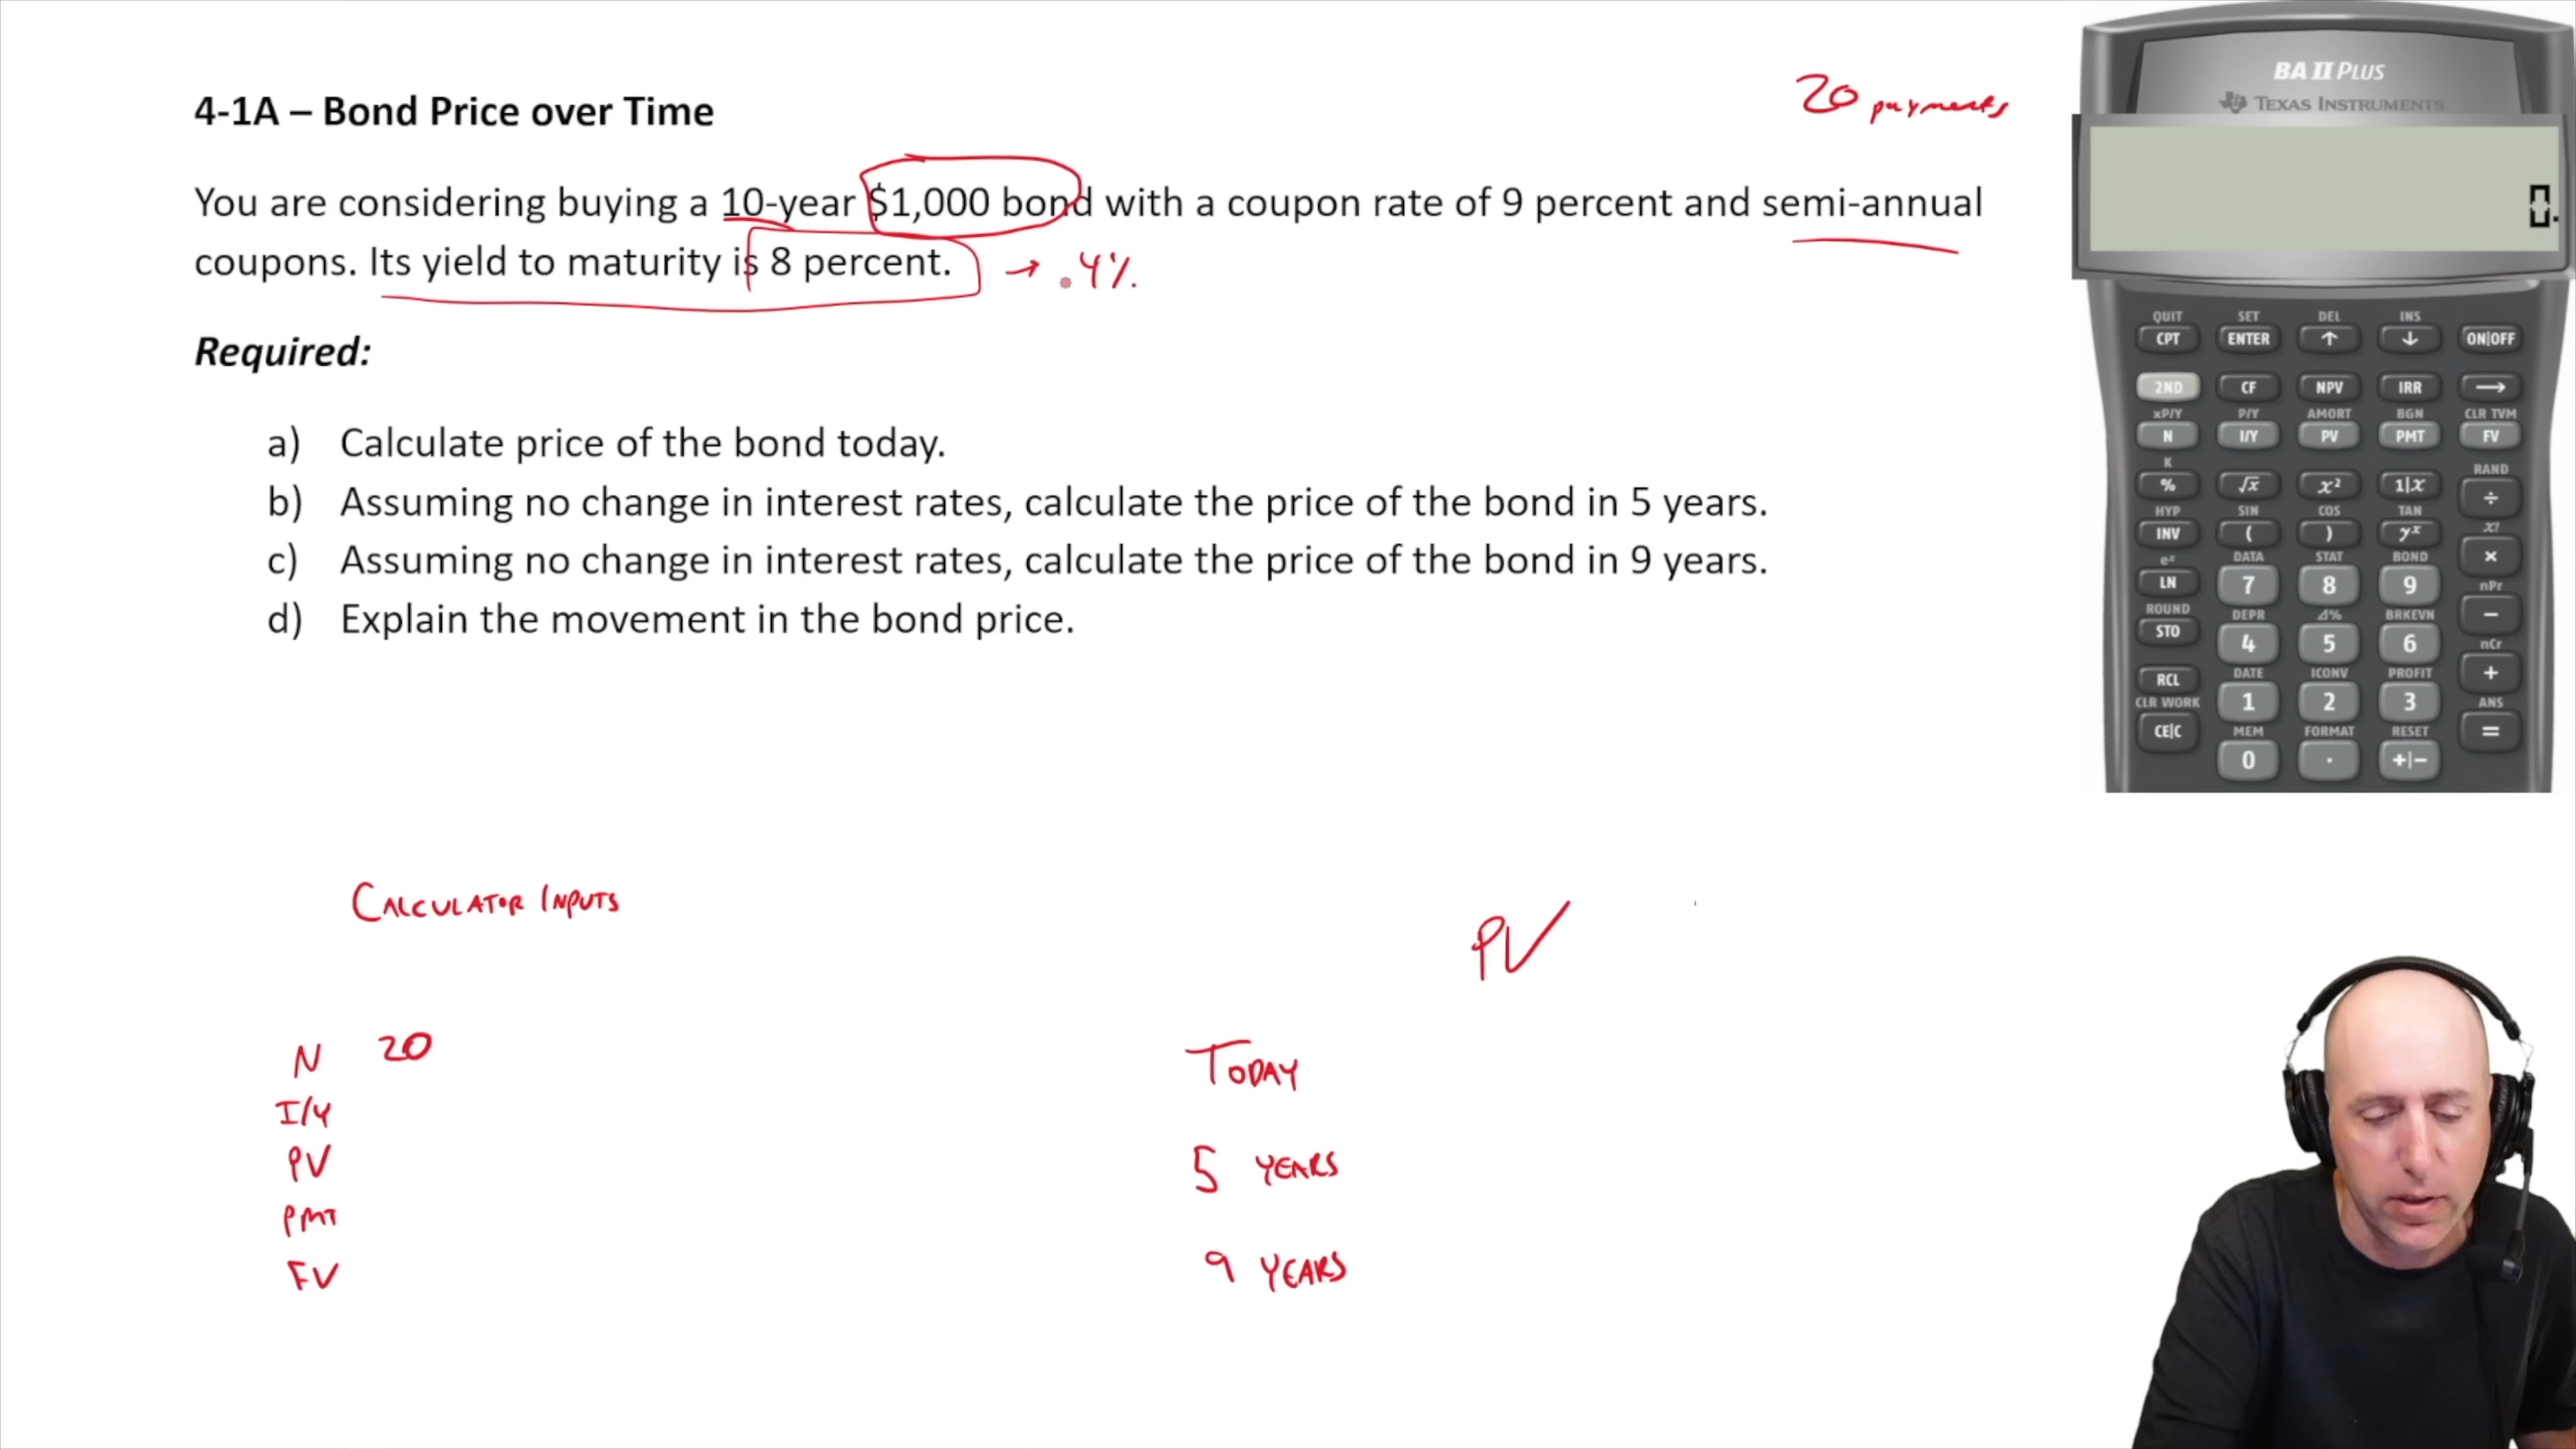 4-1A – Bond Price over Time
20 payments
You are considering buying a 10-year $1,000 bond with a coupon rate of 9 percent and semi-annual
coupons. Its yield to maturity is 8 percent. → 4%
Required:
a) Calculate price of the bond today.
b) Assuming no change in interest rates, calculate the price of the bond in 5 years.
c) Assuming no change in interest rates, calculate the price of the bond in 9 years.
d) Explain the movement in the bond price.
CALCULATOR INPUTS
N 20
I/Y
PV
PMT
FV
PV
TODAY
5 YEARS
9 YEARS
BA II PLUS
TEXAS INSTRUMENTS
0.
QUIT SET DEL INS
CPT ENTER ↑ ↓ ON|OFF
2ND CF NPV IRR →
xP/Y P/Y AMORT BGN CLR TVM
N I/Y PV PMT FV
K RAND
% √x x² 1|x ÷
HYP SIN COS TAN x!
INV ( ) yˣ ×
eˣ DATA STAT BOND nPr
LN 7 8 9 −
ROUND DEPR Δ% BRKEVN nCr
STO 4 5 6 +
DATE ICONV PROFIT ANS
RCL 1 2 3 =
CLR WORK MEM FORMAT RESET
CE|C 0 . +|−